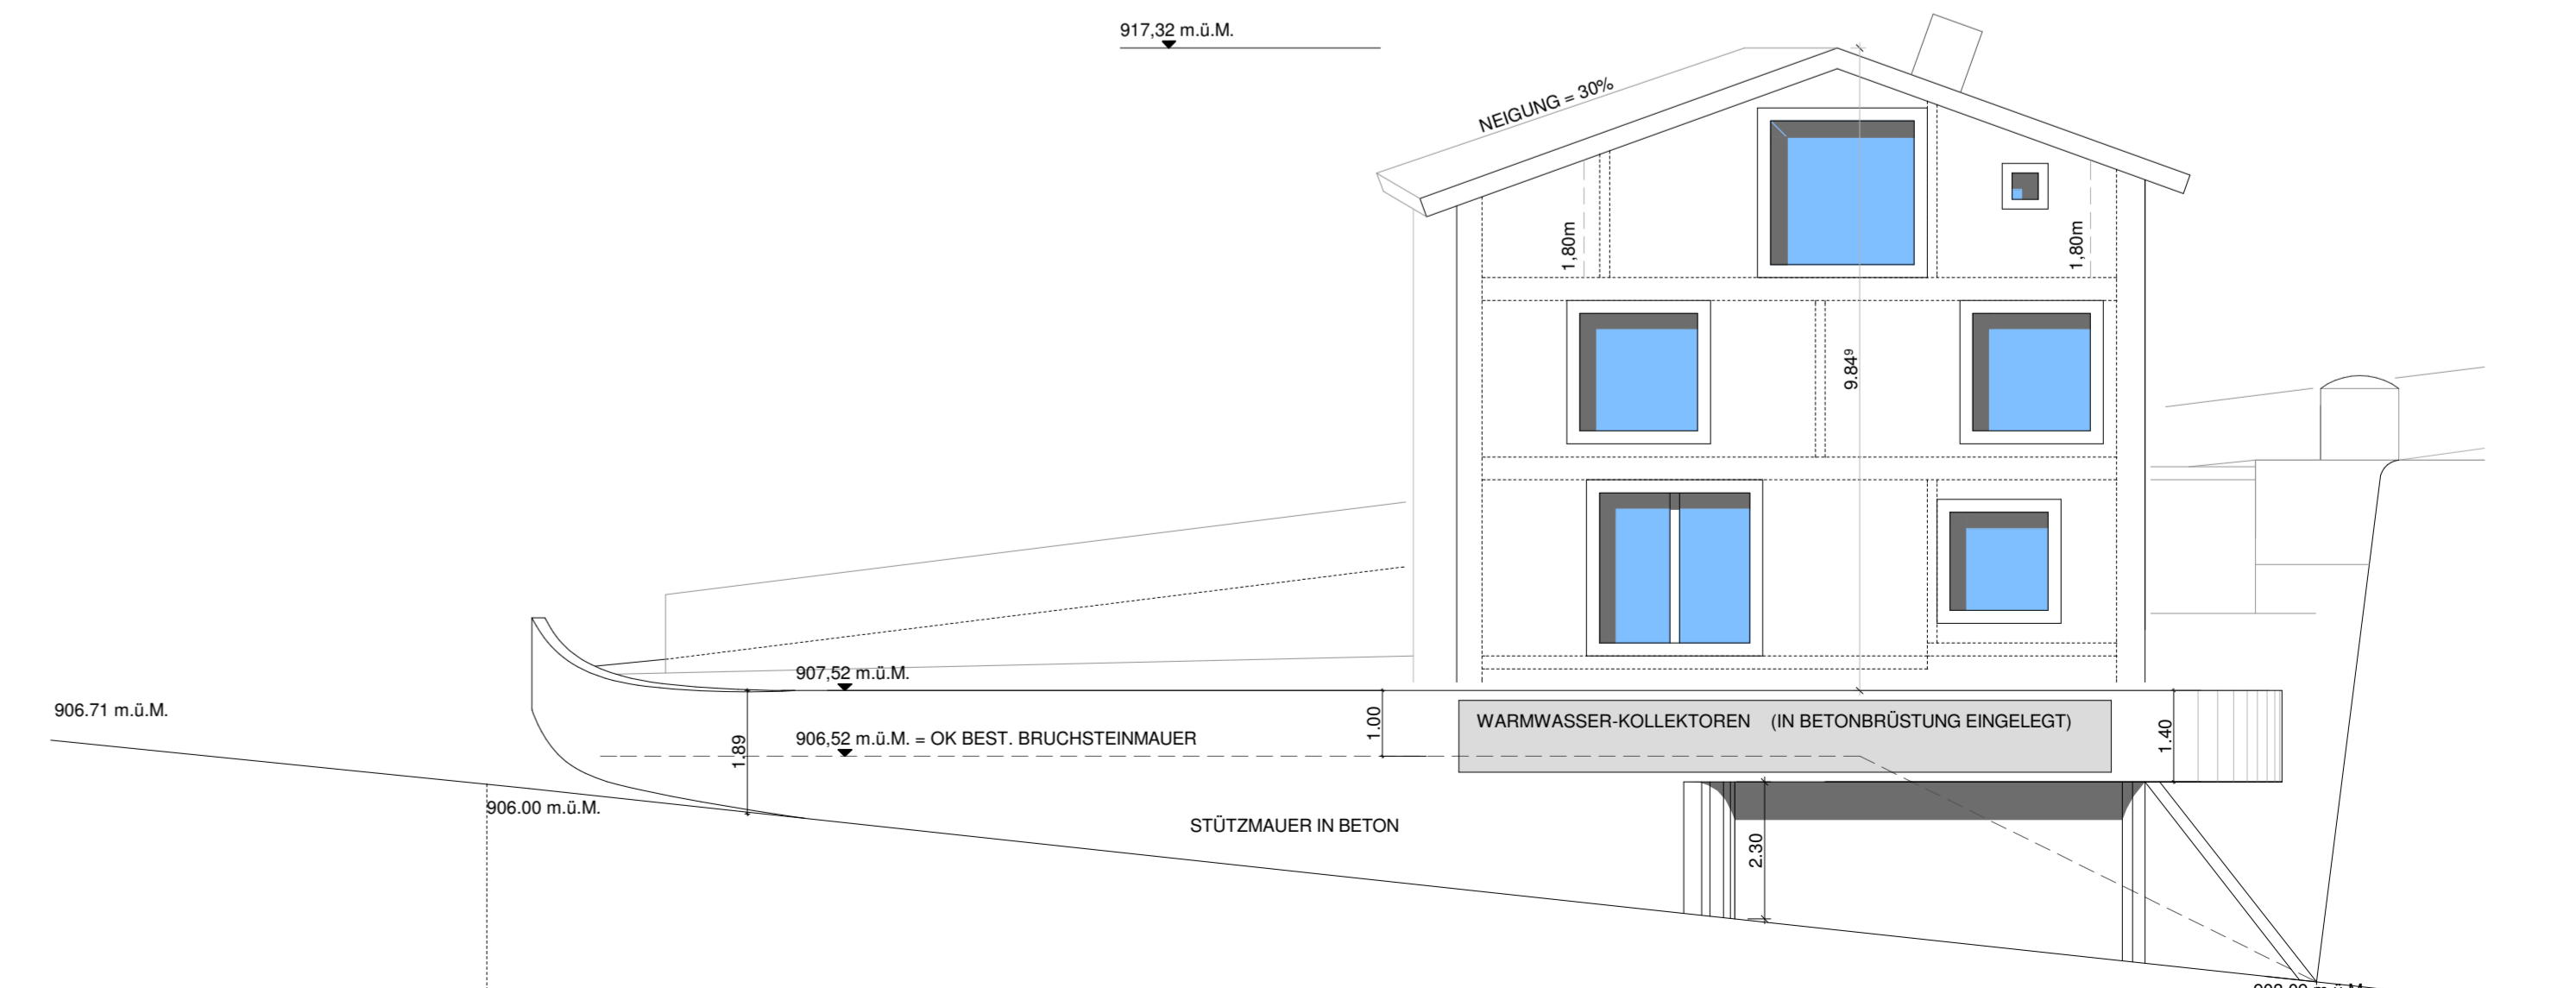 917,32 m.ü.M.
NEIGUNG = 30%
1,80m
1,80m
9.84⁹
907,52 m.ü.M.
906.71 m.ü.M.
1.00
WARMWASSER-KOLLEKTOREN (IN BETONBRÜSTUNG EINGELEGT)
1.40
1.89
906,52 m.ü.M. = OK BEST. BRUCHSTEINMAUER
906.00 m.ü.M.
STÜTZMAUER IN BETON
2.30